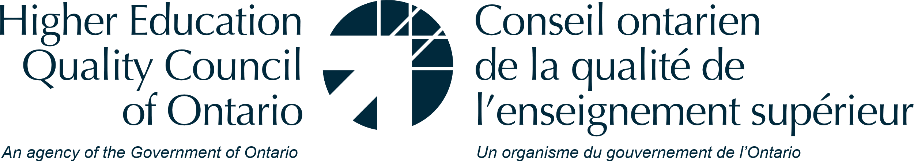 Higher Education
Quality Council
of Ontario
An agency of the Government of Ontario
Conseil ontarien
de la qualité de
l'enseignement supérieur
Un organisme du gouvernement de l'Ontario